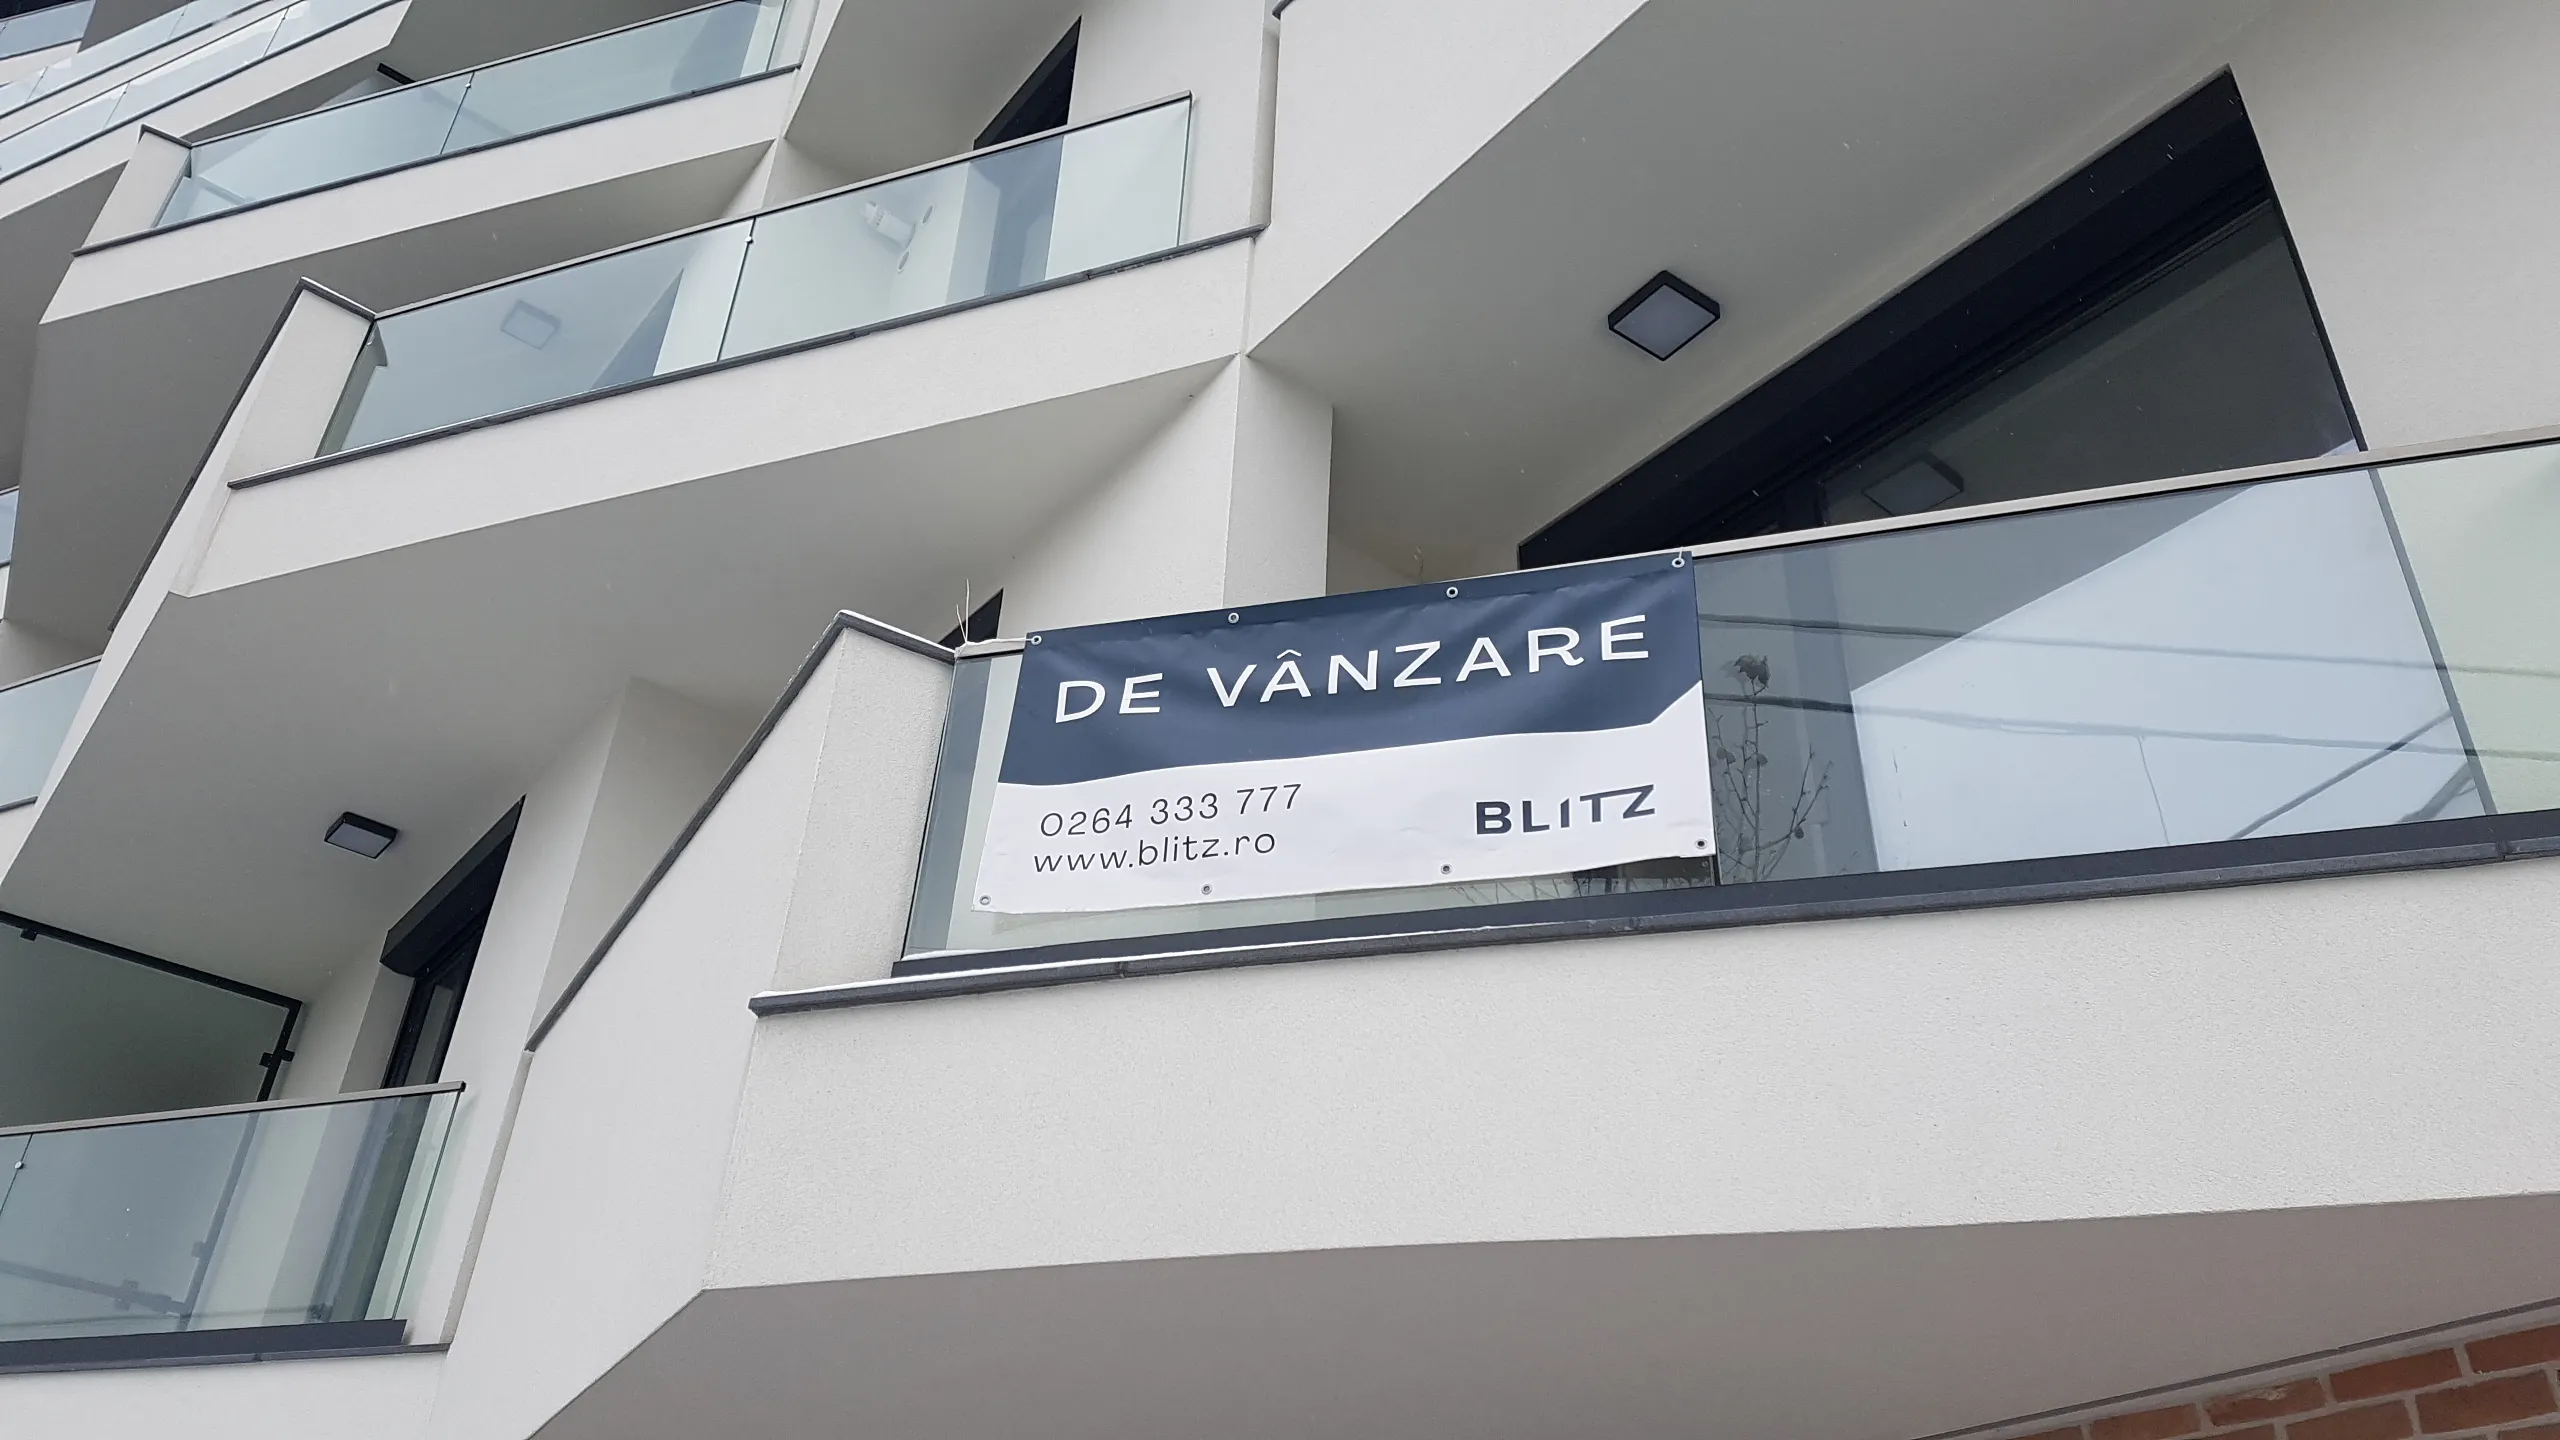 DE VÂNZARE
0264 333 777
www.blitz.ro
BLITZ